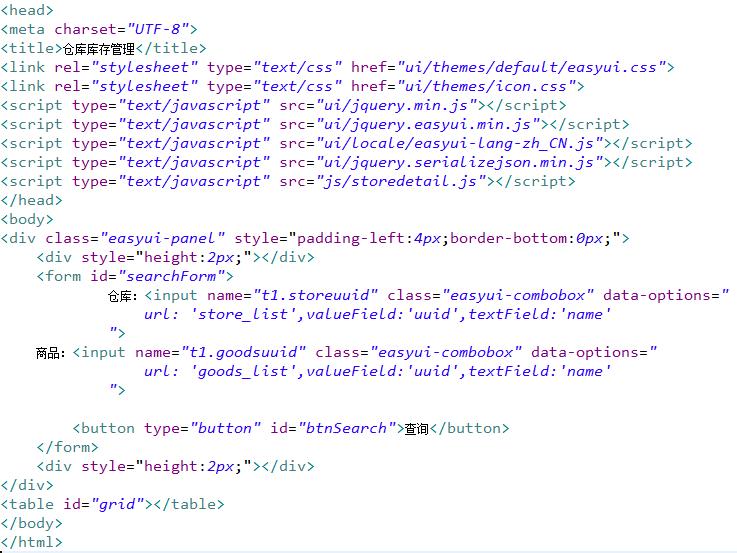 <head>
<meta charset="UTF-8">
<title>仓库库存管理</title>
<link rel="stylesheet" type="text/css" href="ui/themes/default/easyui.css">
<link rel="stylesheet" type="text/css" href="ui/themes/icon.css">
<script type="text/javascript" src="ui/jquery.min.js"></script>
<script type="text/javascript" src="ui/jquery.easyui.min.js"></script>
<script type="text/javascript" src="ui/locale/easyui-lang-zh_CN.js"></script>
<script type="text/javascript" src="ui/jquery.serializejson.min.js"></script>
<script type="text/javascript" src="js/storedetail.js"></script>
</head>
<body>
<div class="easyui-panel" style="padding-left:4px;border-bottom:0px;">
    <div style="height:2px;"></div>
    <form id="searchForm">
            仓库：<input name="t1.storeuuid" class="easyui-combobox" data-options="
                url: 'store_list',valueField:'uuid',textField:'name'
            ">
    商品：<input name="t1.goodsuuid" class="easyui-combobox" data-options="
                url: 'goods_list',valueField:'uuid',textField:'name'
            ">
        <button type="button" id="btnSearch">查询</button>
    </form>
    <div style="height:2px;"></div>
</div>
<table id="grid"></table>
</body>
</html>